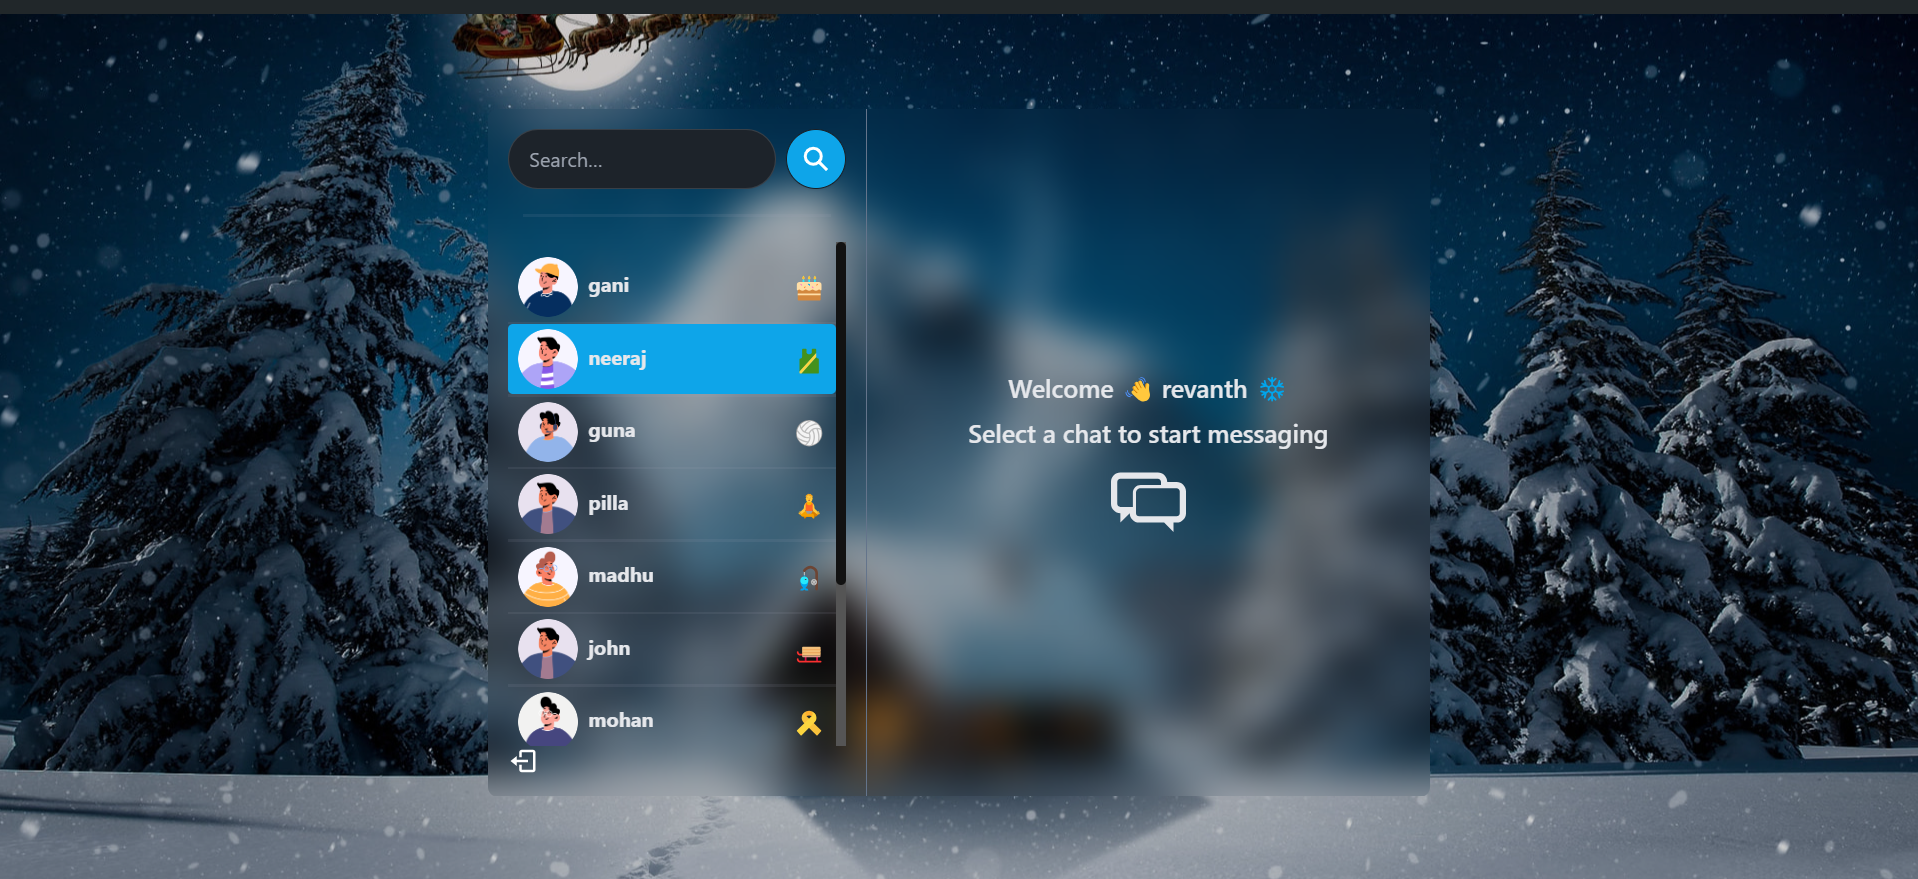 Search...
gani
neeraj
guna
pilla
madhu
john
mohan
Welcome 👋 revanth ❄
Select a chat to start messaging